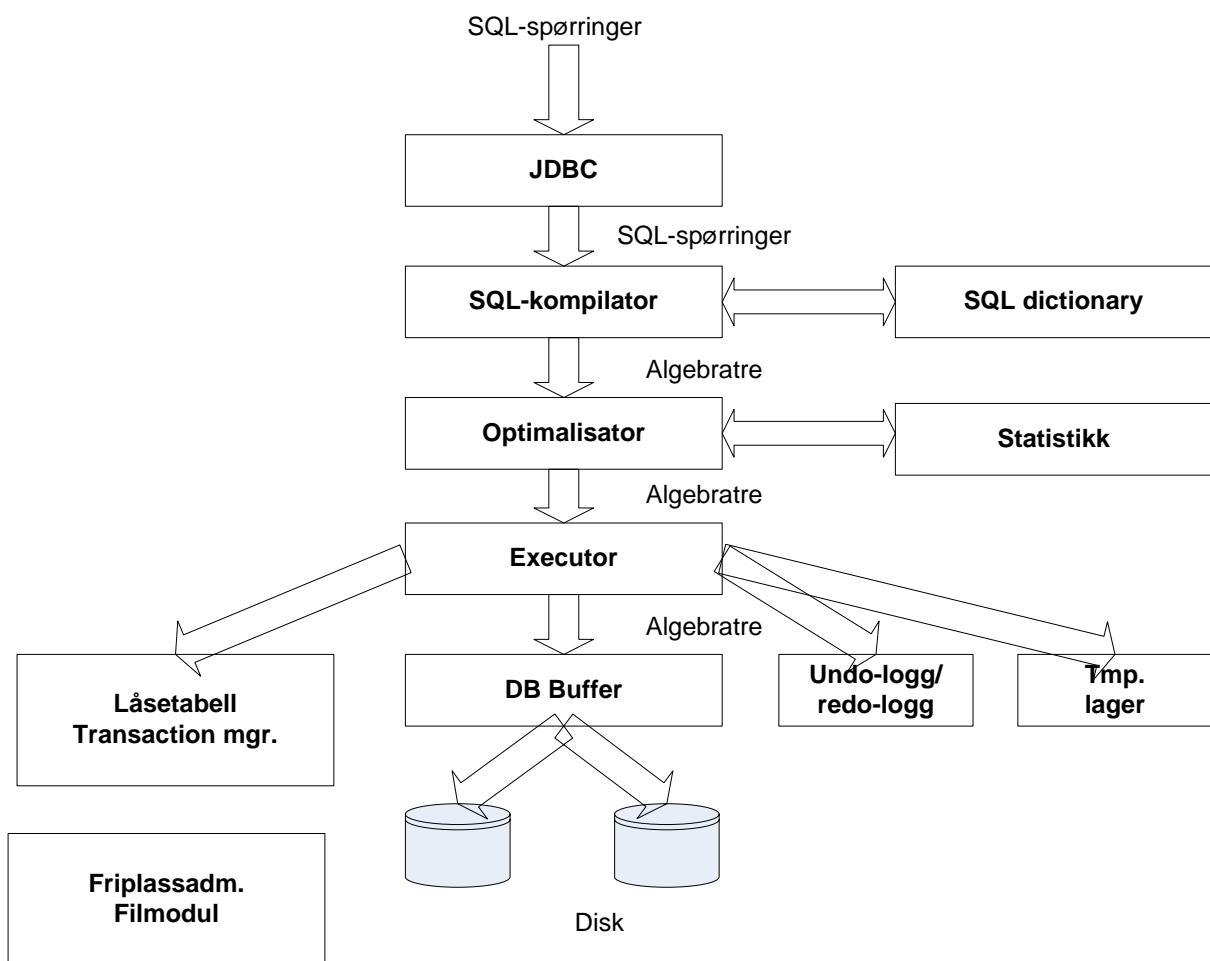 SQL-spørringer
JDBC
SQL-spørringer
SQL-kompilator
SQL dictionary
Algebratre
Optimalisator
Statistikk
Algebratre
Executor
Algebratre
Låsetabell
Transaction mgr.
DB Buffer
Undo-logg/
redo-logg
Tmp.
lager
Friplassadm.
Filmodul
Disk